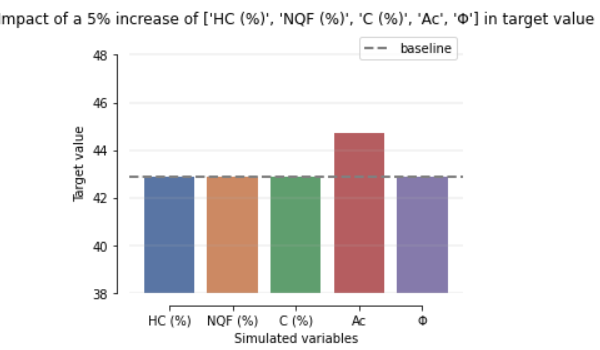 mpact of a 5% increase of ['HC (%)', 'NQF (%)', 'C (%)', 'Ac', 'Φ'] in target value
baseline
48
46
44
42
40
38
Target value
HC (%) NQF (%) C (%) Ac Φ
Simulated variables